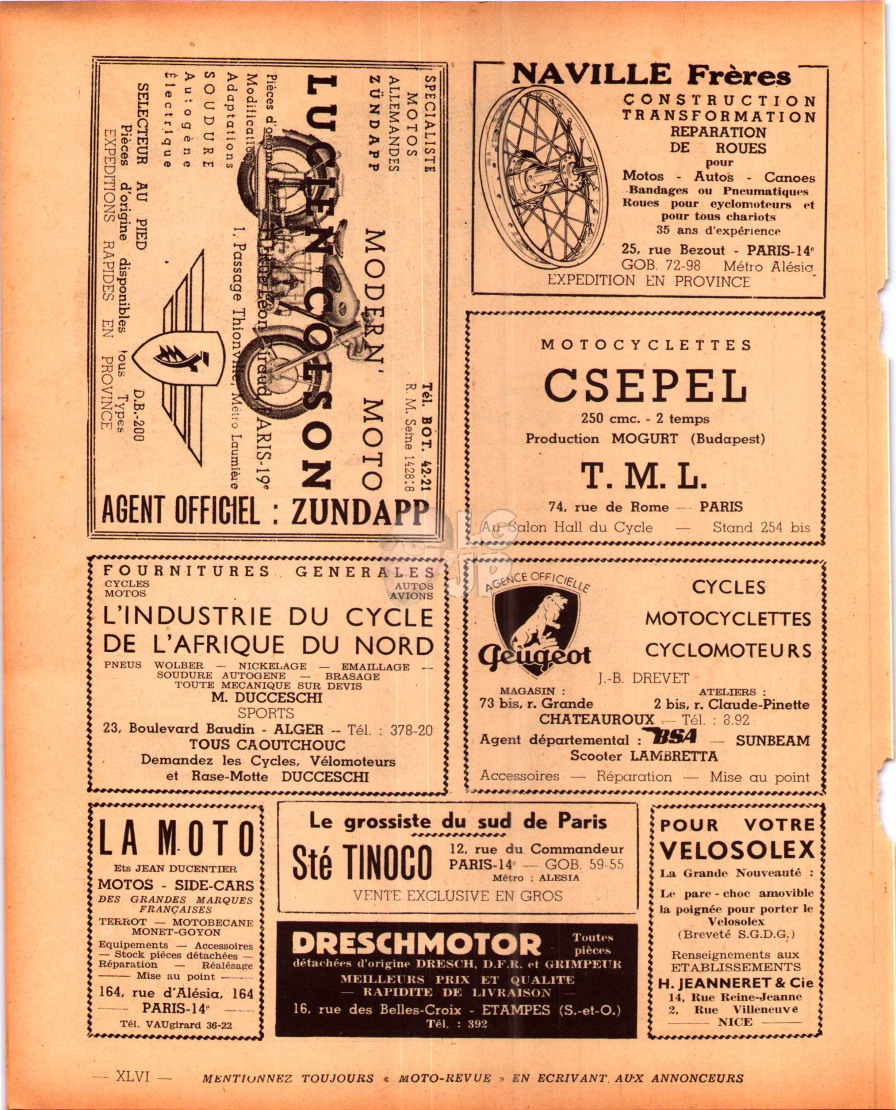 SPÉCIALISTE
MOTOS
ALLEMANDES
ZÜNDAPP
MODERN' MOTO
Tél. BOT. 42-21
R. M. Seine 142818
LUCIEN COLSON
Pièces d'origine
Modifications
Adaptations
PARIS-19e
1, Passage Thionville, Métro Laumière
SOUDURE
Autogène
Électrique
SELECTEUR AU PIED
D.B.-200
Pièces d'origine disponibles tous Types
EXPEDITIONS RAPIDES EN PROVINCE
AGENT OFFICIEL : ZUNDAPP
NAVILLE Frères
CONSTRUCTION
TRANSFORMATION
REPARATION
DE ROUES
pour
Motos - Autos - Canoes
Bandages ou Pneumatiques
Roues pour cyclomoteurs et
pour tous chariots
35 ans d'expérience
25, rue Bezout - PARIS-14e
GOB. 72-98 Métro Alésia
EXPEDITION EN PROVINCE
MOTOCYCLETTES
CSEPEL
250 cmc. - 2 temps
Production MOGURT (Budapest)
T. M. L.
74, rue de Rome — PARIS
Au Salon Hall du Cycle — Stand 254 bis
FOURNITURES GENERALES
CYCLES AUTOS
MOTOS AVIONS
L'INDUSTRIE DU CYCLE
DE L'AFRIQUE DU NORD
PNEUS WOLBER — NICKELAGE — EMAILLAGE —
SOUDURE AUTOGENE — BRASAGE
TOUTE MECANIQUE SUR DEVIS
M. DUCCESCHI
SPORTS
23, Boulevard Baudin - ALGER -- Tél. : 378-20
TOUS CAOUTCHOUC
Demandez les Cycles, Vélomoteurs
et Rase-Motte DUCCESCHI
AGENCE OFFICIELLE
Peugeot
CYCLES
MOTOCYCLETTES
CYCLOMOTEURS
J.-B. DREVET
MAGASIN : ATELIERS :
73 bis, r. Grande 2 bis, r. Claude-Pinette
CHATEAUROUX — Tél. : 8.92
Agent départemental : BSA — SUNBEAM
Scooter LAMBRETTA
Accessoires — Réparation — Mise au point
LA MOTO
Ets JEAN DUCENTIER
MOTOS - SIDE-CARS
DES GRANDES MARQUES
FRANÇAISES
TERROT — MOTOBECANE
MONET-GOYON
Equipements — Accessoires
— Stock pièces détachées —
Réparation — Réalésage
— Mise au point —
164, rue d'Alésia, 164
PARIS-14e
Tél. VAUgirard 36-22
Le grossiste du sud de Paris
Sté TINOCO
12, rue du Commandeur
PARIS-14e — GOB. 59-55
Métro : ALESIA
VENTE EXCLUSIVE EN GROS
DRESCHMOTOR Toutes
pièces
détachées d'origine DRESCH, D.F.R. et GRIMPEUR
MEILLEURS PRIX ET QUALITE
— RAPIDITE DE LIVRAISON —
16, rue des Belles-Croix - ETAMPES (S.-et-O.)
Tél. : 392
POUR VOTRE
VELOSOLEX
La Grande Nouveauté :
Le pare-choc amovible
la poignée pour porter le
Velosolex
(Breveté S.G.D.G.)
Renseignements aux
ETABLISSEMENTS
H. JEANNERET & Cie
14, Rue Reine-Jeanne
2, Rue Villeneuve
— NICE —
— XLVI — MENTIONNEZ TOUJOURS « MOTO-REVUE » EN ECRIVANT AUX ANNONCEURS